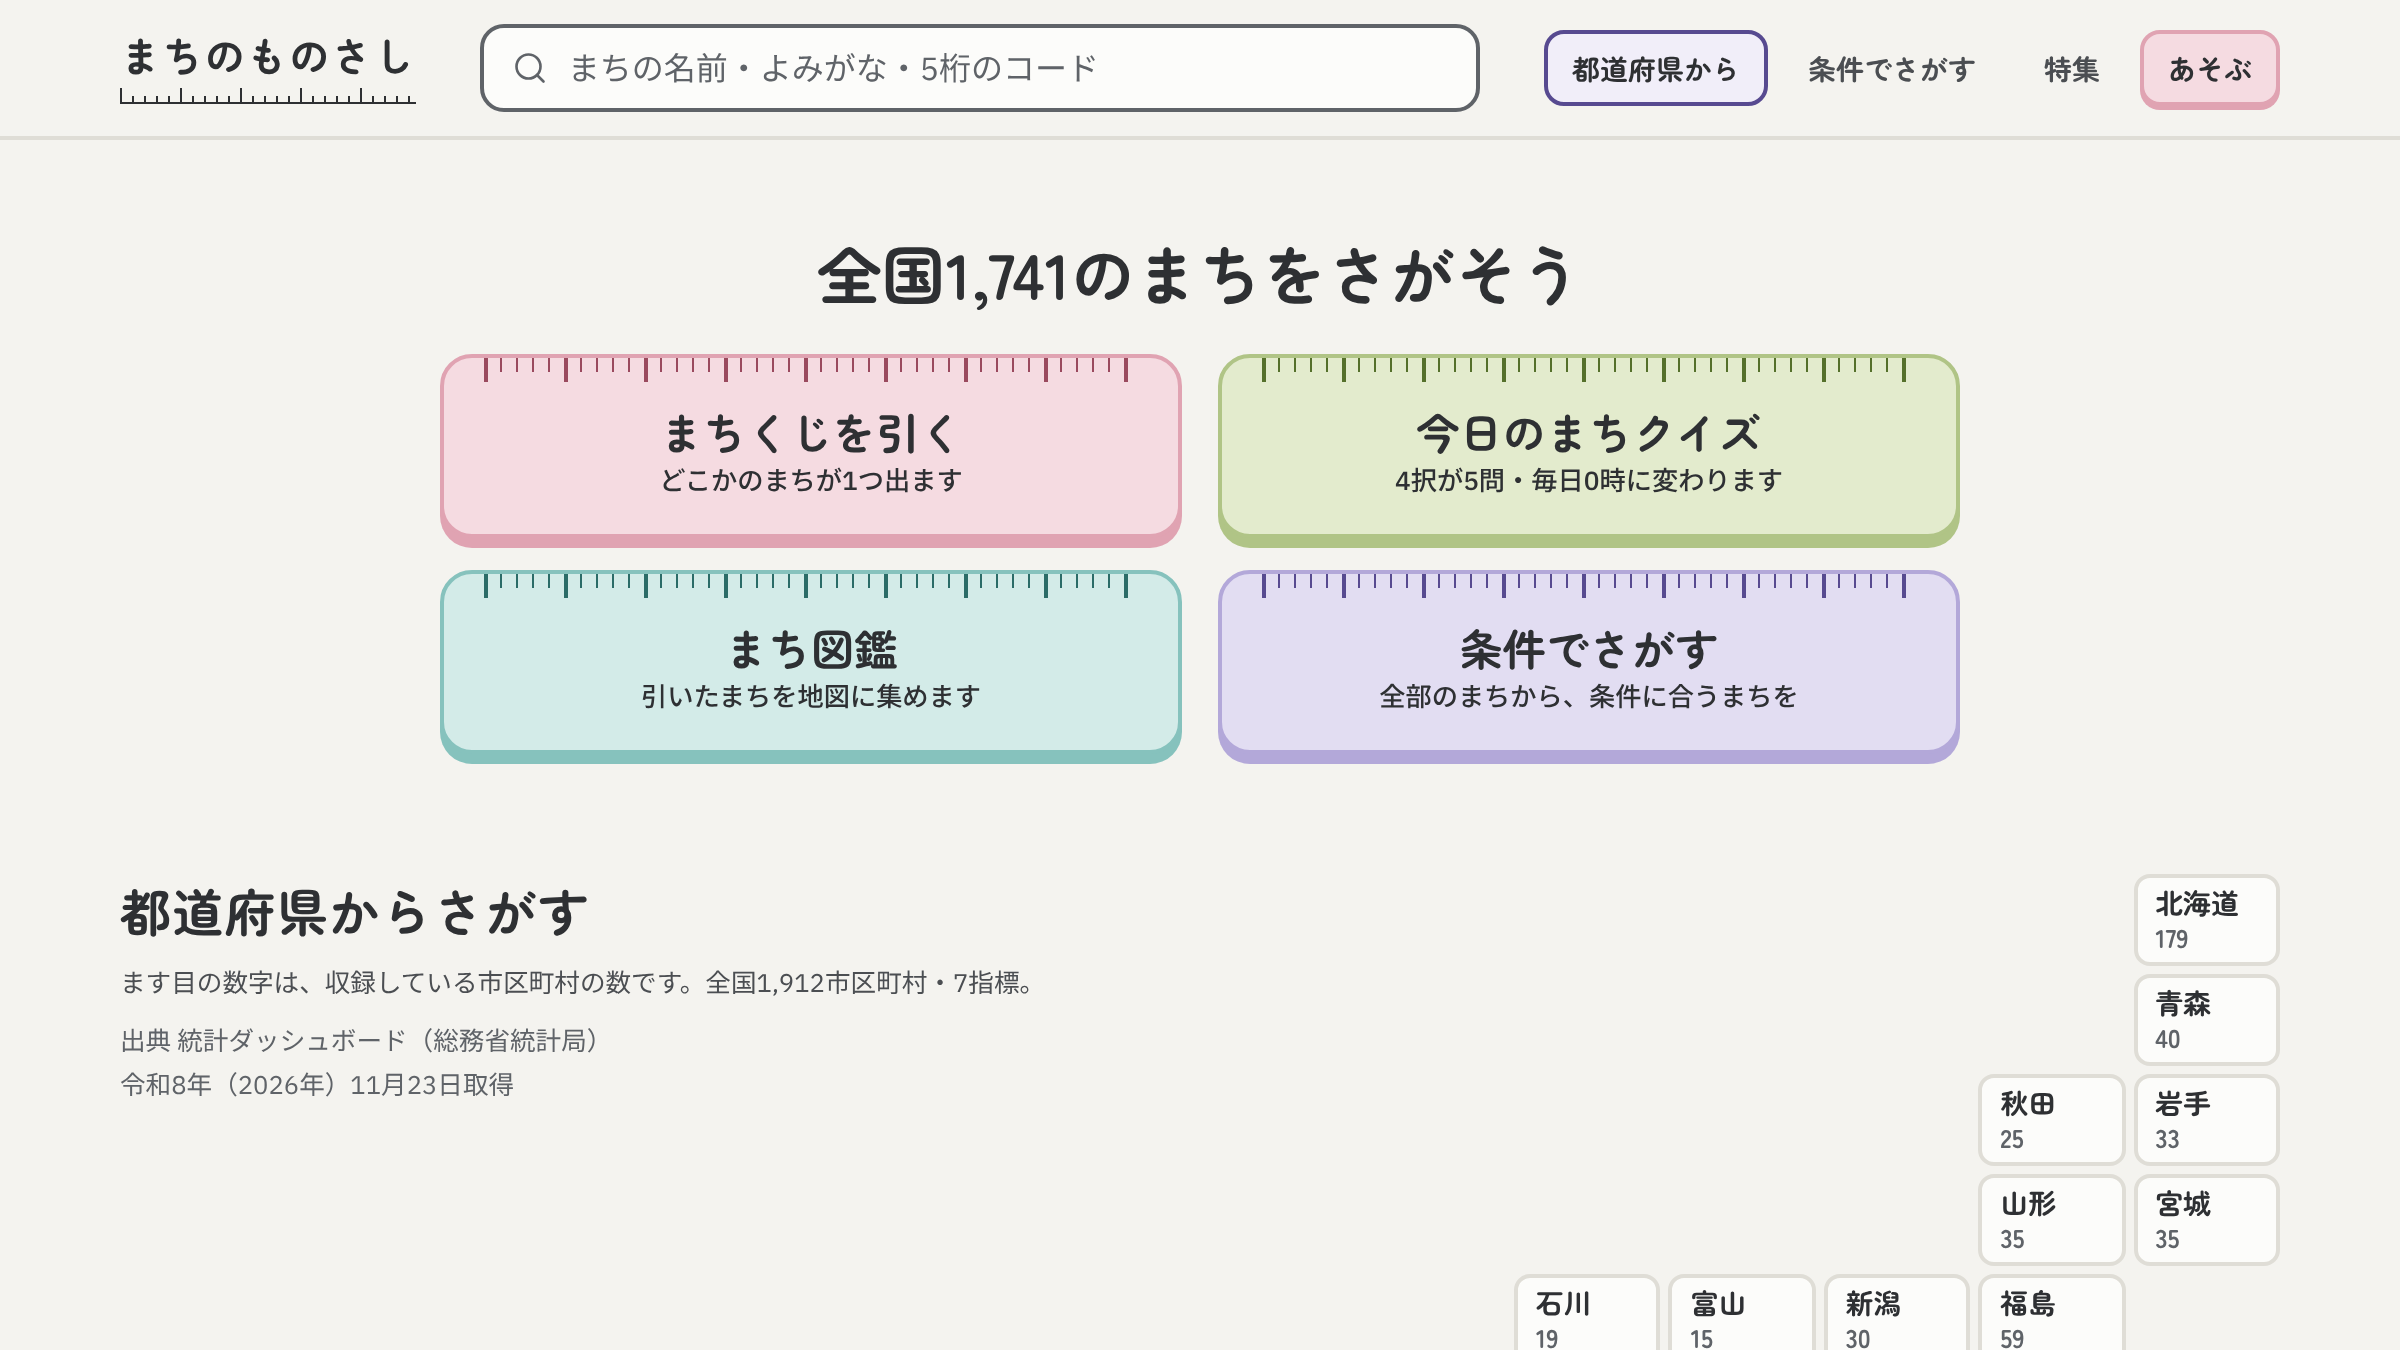 まちのものさし
まちの名前・よみがな・5桁のコード
都道府県から
条件でさがす
特集
あそぶ
全国1,741のまちをさがそう
まちくじを引く
どこかのまちが1つ出ます
今日のまちクイズ
4択が5問・毎日0時に変わります
まち図鑑
引いたまちを地図に集めます
条件でさがす
全部のまちから、条件に合うまちを
都道府県からさがす
ます目の数字は、収録している市区町村の数です。全国1,912市区町村・7指標。
出典 統計ダッシュボード（総務省統計局）
令和8年（2026年）11月23日取得
北海道
179
青森
40
秋田
25
岩手
33
山形
35
宮城
35
石川
19
富山
15
新潟
30
福島
59